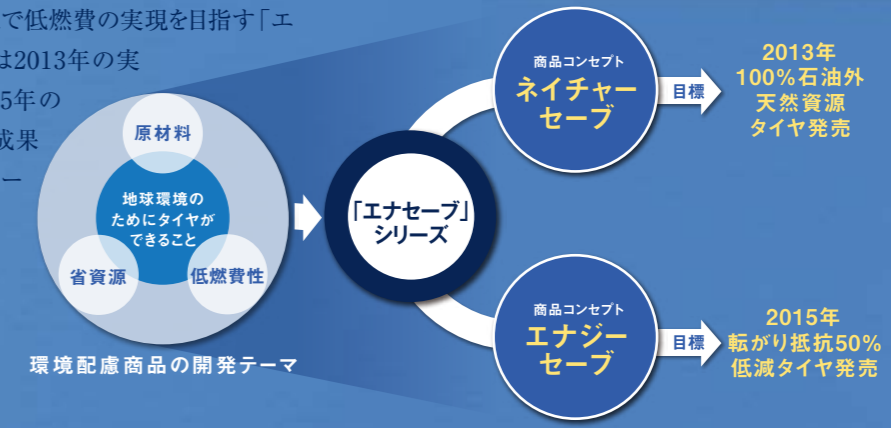 で低燃費の実現を目指す「エ
は2013年の実
5年の
成果
ー
原材料
地球環境の
ためにタイヤが
できること
省資源
低燃費性
環境配慮商品の開発テーマ
「エナセーブ」
シリーズ
商品コンセプト
ネイチャー
セーブ
目標
2013年
100%石油外
天然資源
タイヤ発売
商品コンセプト
エナジー
セーブ
目標
2015年
転がり抵抗50%
低減タイヤ発売